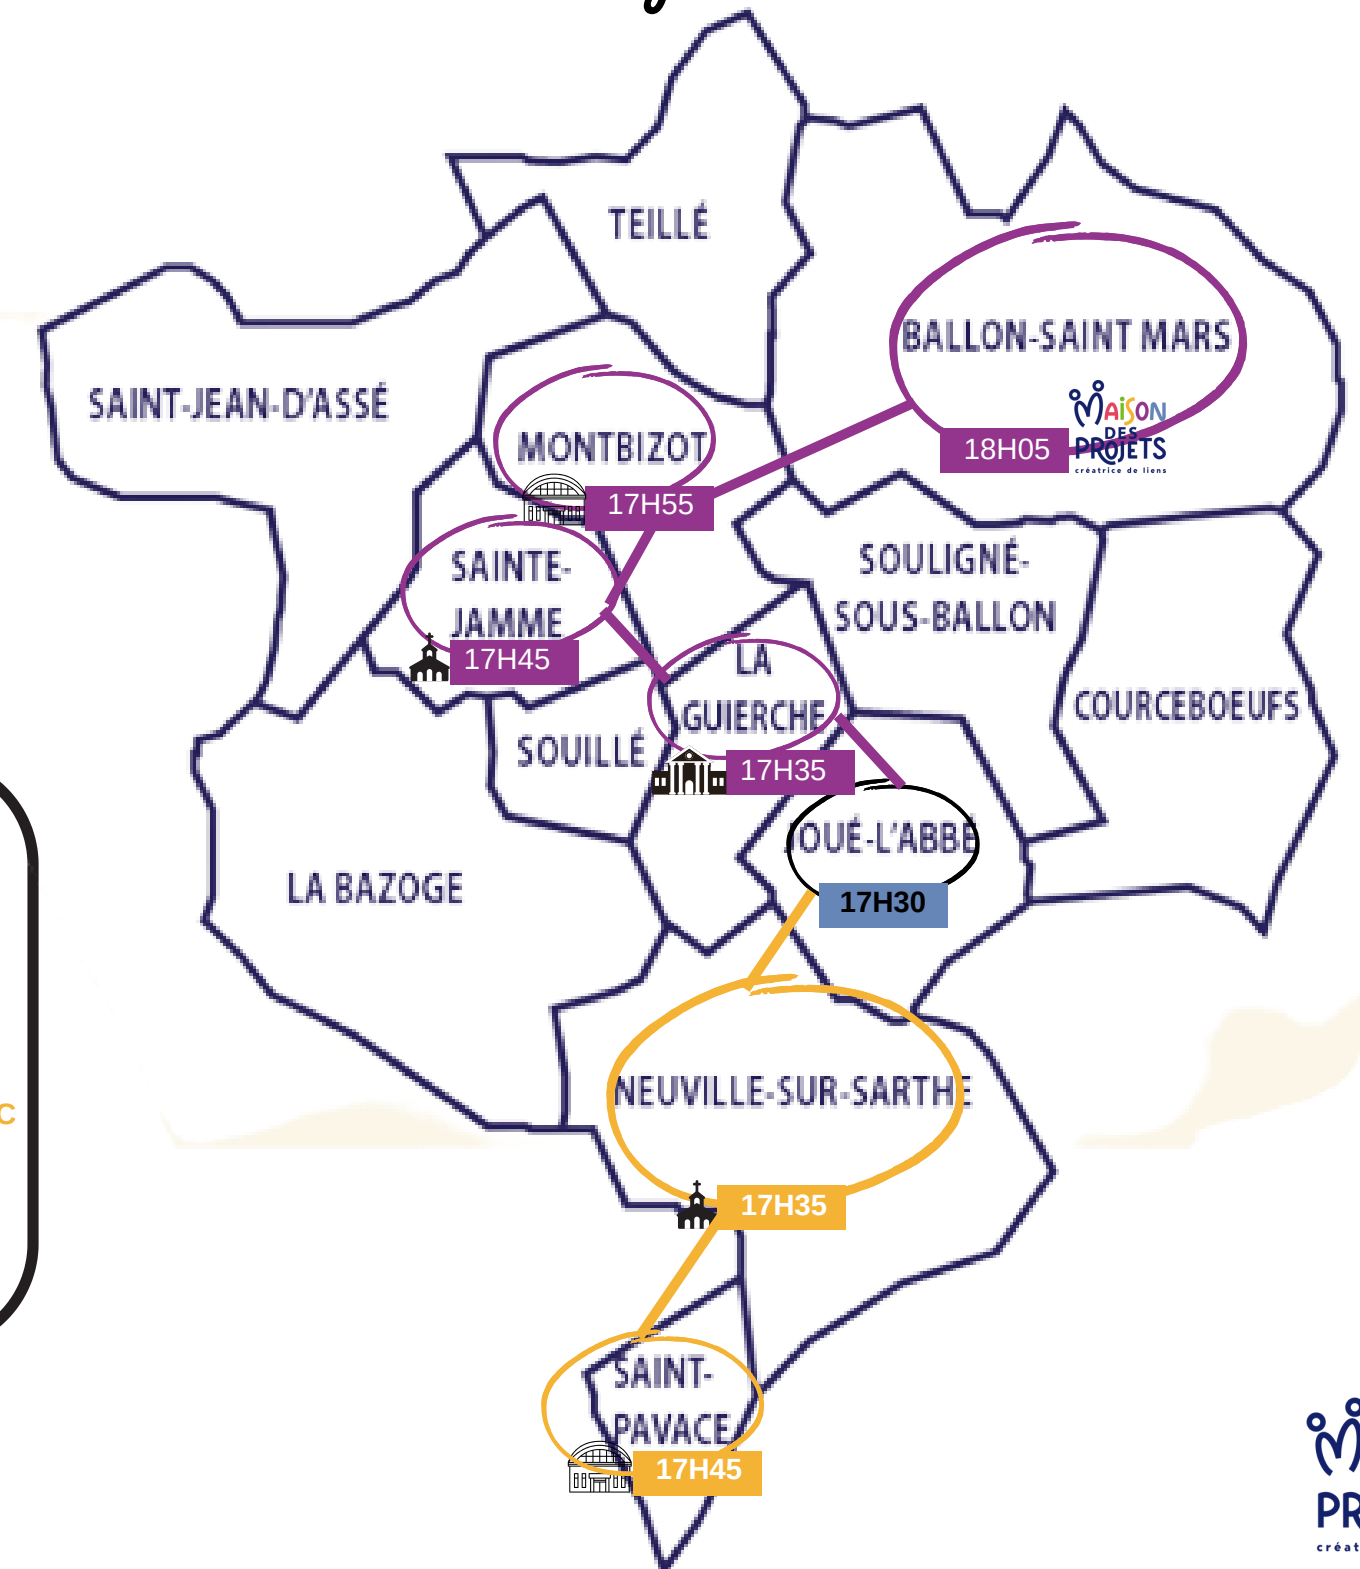 TEILLÉ
BALLON-SAINT MARS
SAINT-JEAN-D'ASSÉ
MAISON
DES
PROJETS
créatrice de liens
18H05
MONTBIZOT
17H55
SAINTE-
JAMME
17H45
SOULIGNÉ-
SOUS-BALLON
LA
GUIERCHE
17H35
COURCEBOEUFS
SOUILLÉ
JOUÉ-L'ABBÉ
17H30
LA BAZOGE
NEUVILLE-SUR-SARTHE
C
17H35
SAINT-
PAVACE
17H45
PR
créat